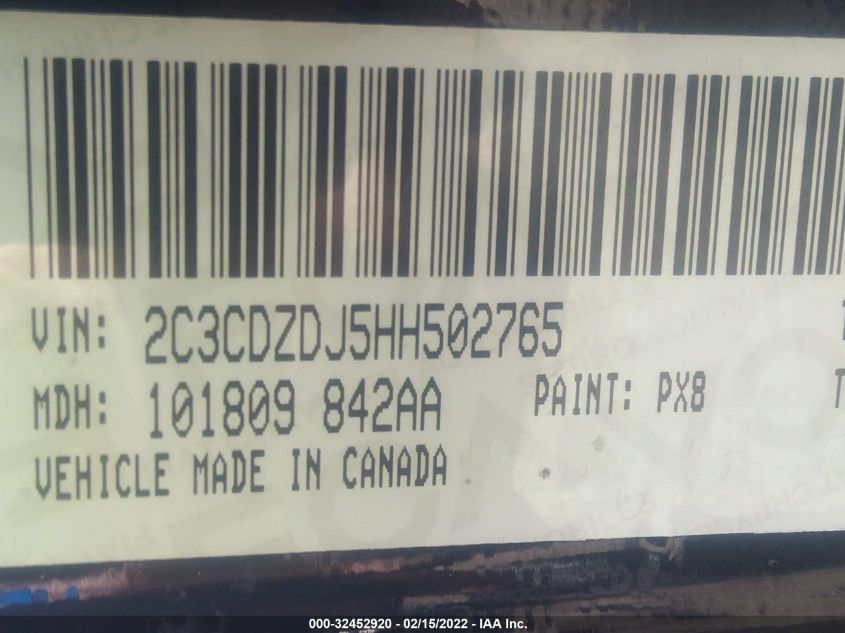 VIN: 2C3CDZDJ5HH502765
MDH: 101809 842AA PAINT: PX8
VEHICLE MADE IN CANADA
000-32452920 - 02/15/2022 - IAA Inc.